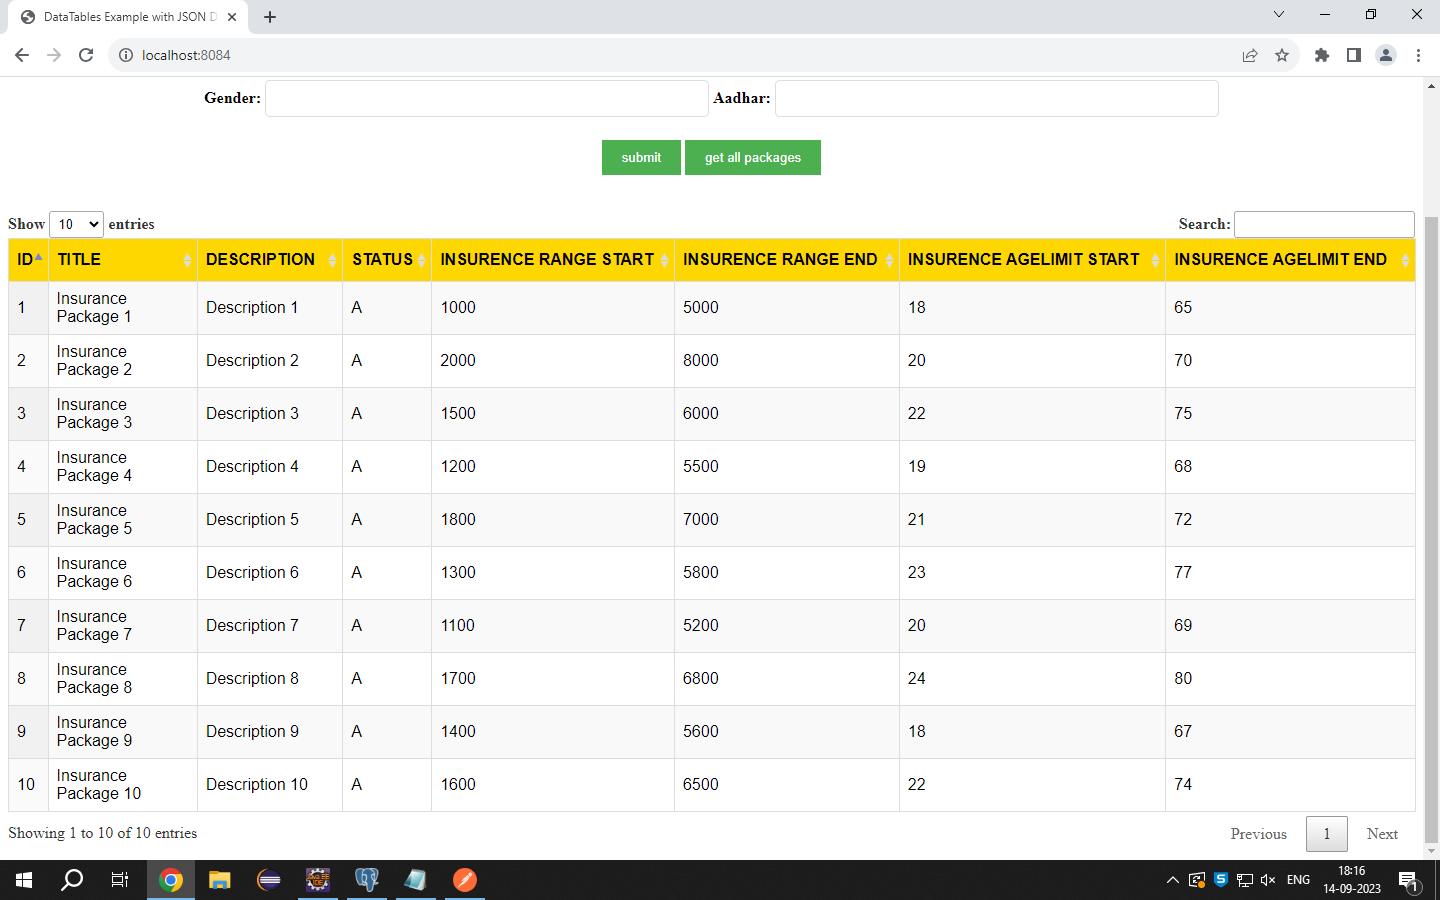 DataTables Example with JSON D
localhost:8084
Gender: Aadhar:
submit get all packages
Show 10 entries Search:
ID TITLE DESCRIPTION STATUS INSURENCE RANGE START INSURENCE RANGE END INSURENCE AGELIMIT START INSURENCE AGELIMIT END
1 Insurance Package 1 Description 1 A 1000 5000 18 65
2 Insurance Package 2 Description 2 A 2000 8000 20 70
3 Insurance Package 3 Description 3 A 1500 6000 22 75
4 Insurance Package 4 Description 4 A 1200 5500 19 68
5 Insurance Package 5 Description 5 A 1800 7000 21 72
6 Insurance Package 6 Description 6 A 1300 5800 23 77
7 Insurance Package 7 Description 7 A 1100 5200 20 69
8 Insurance Package 8 Description 8 A 1700 6800 24 80
9 Insurance Package 9 Description 9 A 1400 5600 18 67
10 Insurance Package 10 Description 10 A 1600 6500 22 74
Showing 1 to 10 of 10 entries Previous 1 Next
Java EE IDE S ENG 18:16 1
14-09-2023